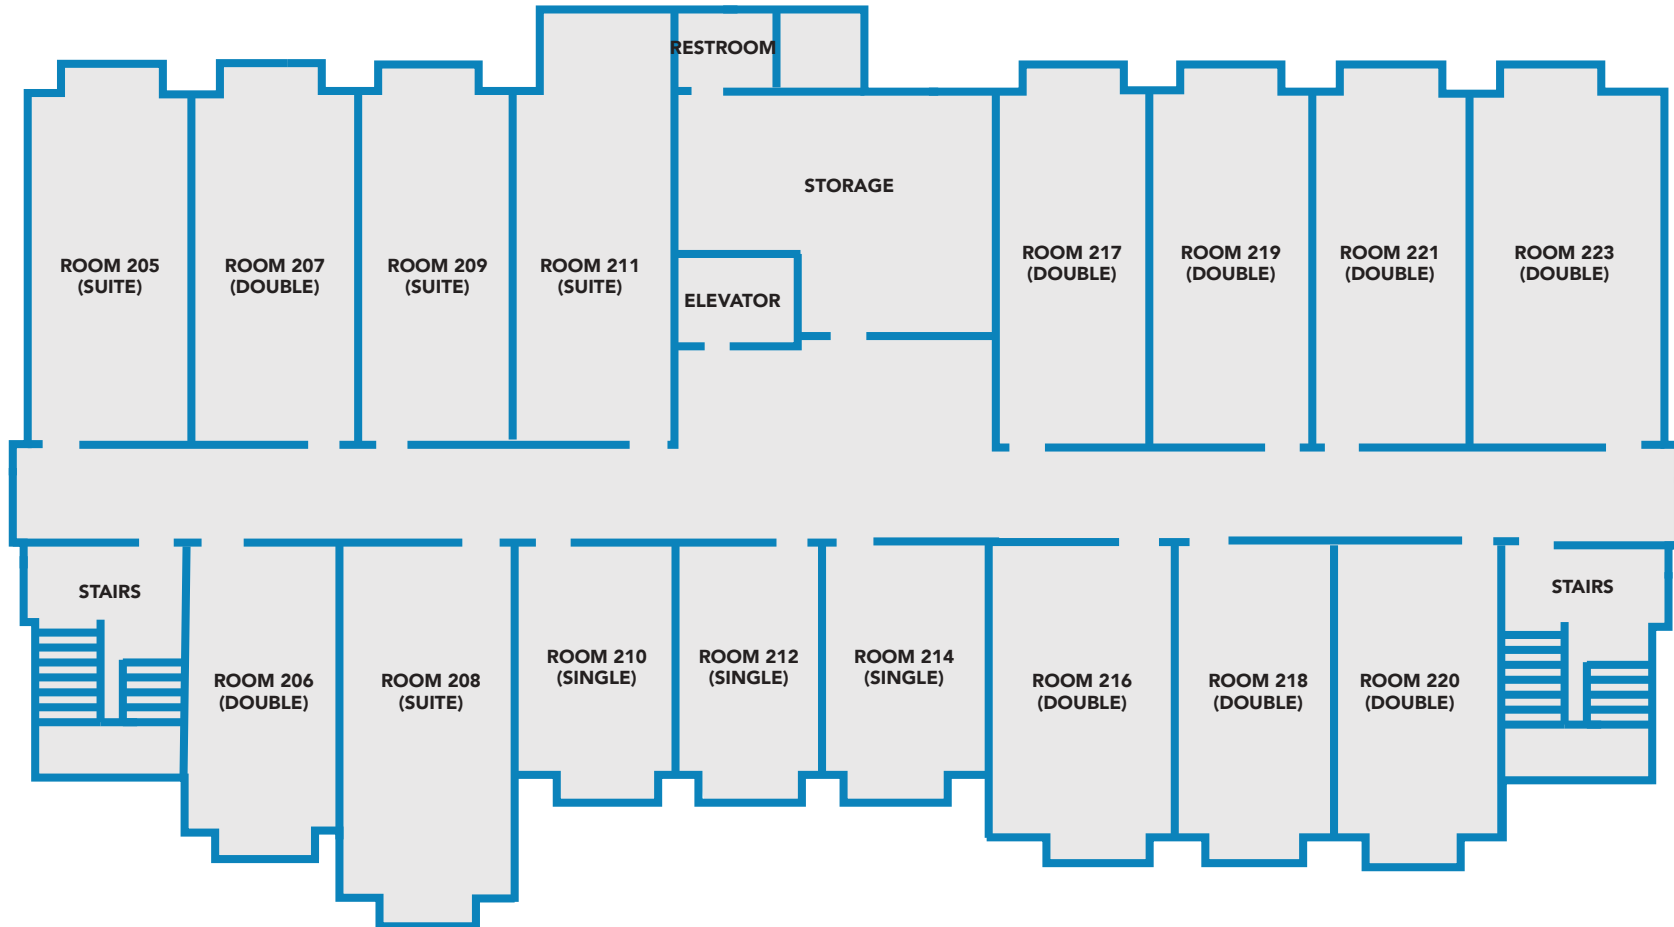 RESTROOM
STORAGE
ROOM 205
(SUITE)
ROOM 207
(DOUBLE)
ROOM 209
(SUITE)
ROOM 211
(SUITE)
ELEVATOR
ROOM 217
(DOUBLE)
ROOM 219
(DOUBLE)
ROOM 221
(DOUBLE)
ROOM 223
(DOUBLE)
STAIRS
ROOM 206
(DOUBLE)
ROOM 208
(SUITE)
ROOM 210
(SINGLE)
ROOM 212
(SINGLE)
ROOM 214
(SINGLE)
ROOM 216
(DOUBLE)
ROOM 218
(DOUBLE)
ROOM 220
(DOUBLE)
STAIRS